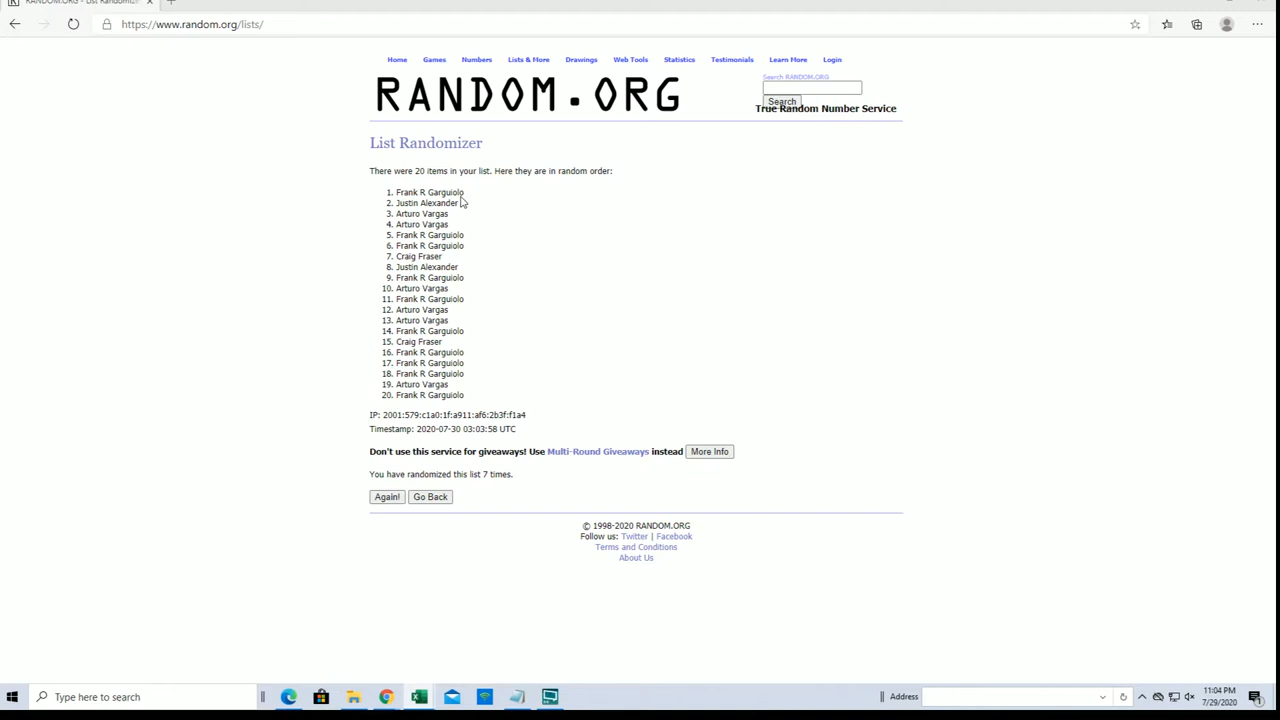 RANDOM.ORG - List Randomiz
https://www.random.org/lists/
Home Games Numbers Lists & More Drawings Web Tools Statistics Testimonials Learn More Login
RANDOM.ORG
Search RANDOM.ORG
Search
True Random Number Service
List Randomizer
There were 20 items in your list. Here they are in random order:
1. Frank R Garguiolo
2. Justin Alexander
3. Arturo Vargas
4. Arturo Vargas
5. Frank R Garguiolo
6. Frank R Garguiolo
7. Craig Fraser
8. Justin Alexander
9. Frank R Garguiolo
10. Arturo Vargas
11. Frank R Garguiolo
12. Arturo Vargas
13. Arturo Vargas
14. Frank R Garguiolo
15. Craig Fraser
16. Frank R Garguiolo
17. Frank R Garguiolo
18. Frank R Garguiolo
19. Arturo Vargas
20. Frank R Garguiolo
IP: 2001:579:c1a0:1f:a911:af6:2b3f:f1a4
Timestamp: 2020-07-30 03:03:58 UTC
Don't use this service for giveaways! Use Multi-Round Giveaways instead More Info
You have randomized this list 7 times.
Again! Go Back
© 1998-2020 RANDOM.ORG
Follow us: Twitter | Facebook
Terms and Conditions
About Us
Type here to search
Address
11:04 PM
7/29/2020